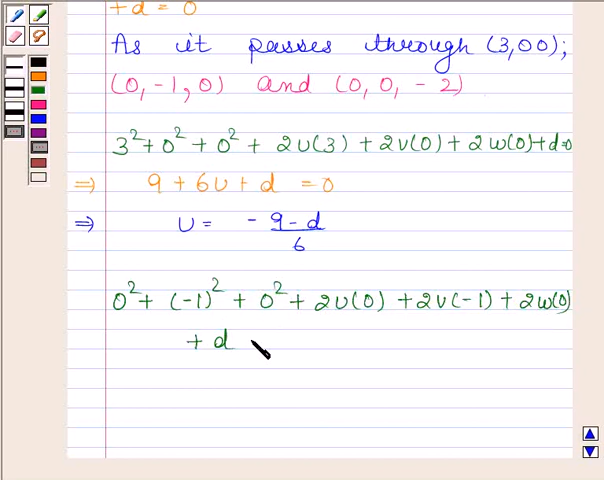 +d = 0
As it passes through (3,00);
(0,-1,0) and (0, 0, -2)
3² + 0² + 0² + 2U(3) + 2V(0) + 2W(0) + d=0
⇒ 9 + 6U + d = 0
⇒ U = -9-d/6
0² + (-1)² + 0² + 2U(0) + 2V(-1) + 2W(0)
+ d